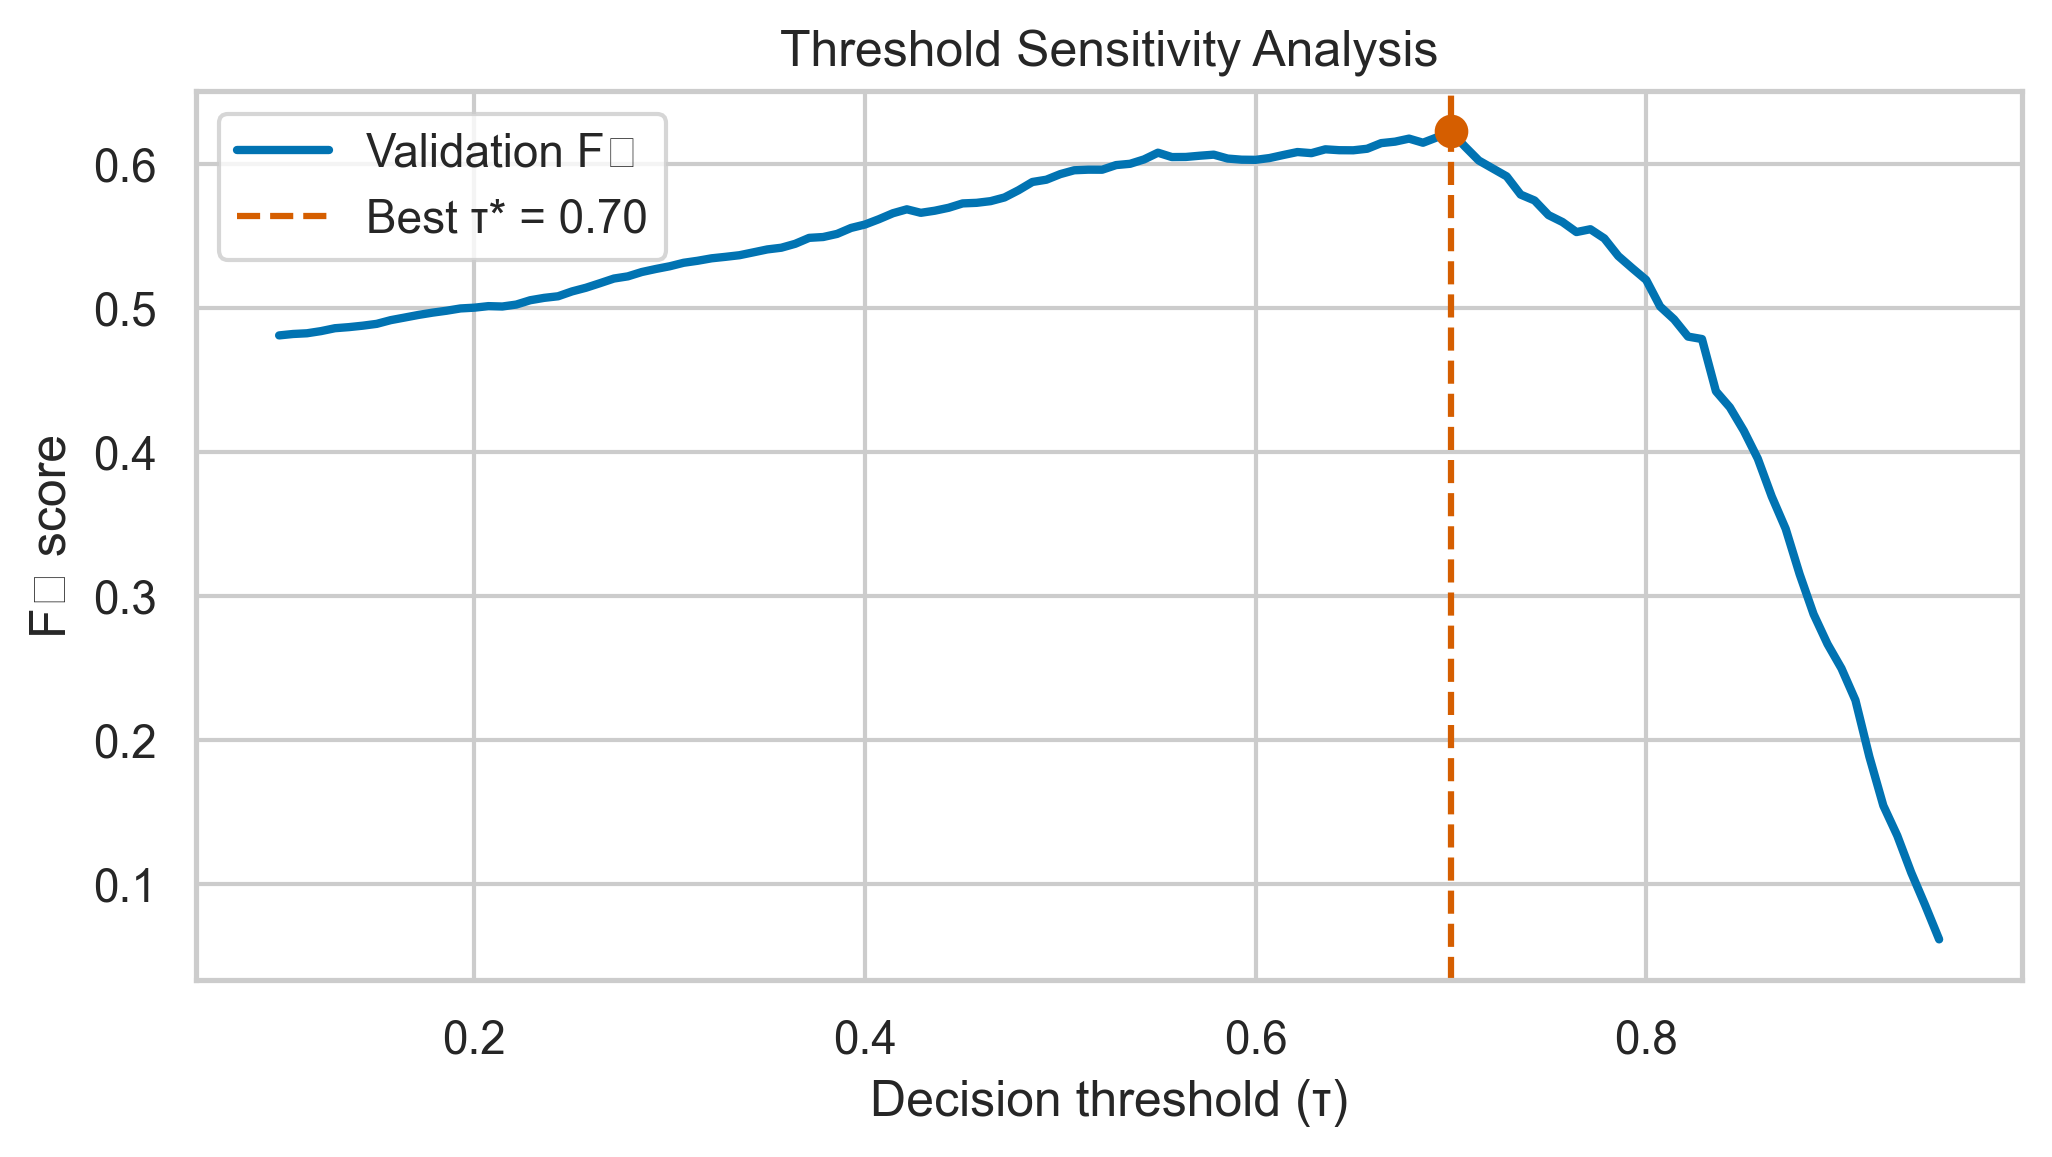 Threshold Sensitivity Analysis
Validation F□
Best τ* = 0.70
F□ score
0.6
0.5
0.4
0.3
0.2
0.1
0.2
0.4
0.6
0.8
Decision threshold (τ)